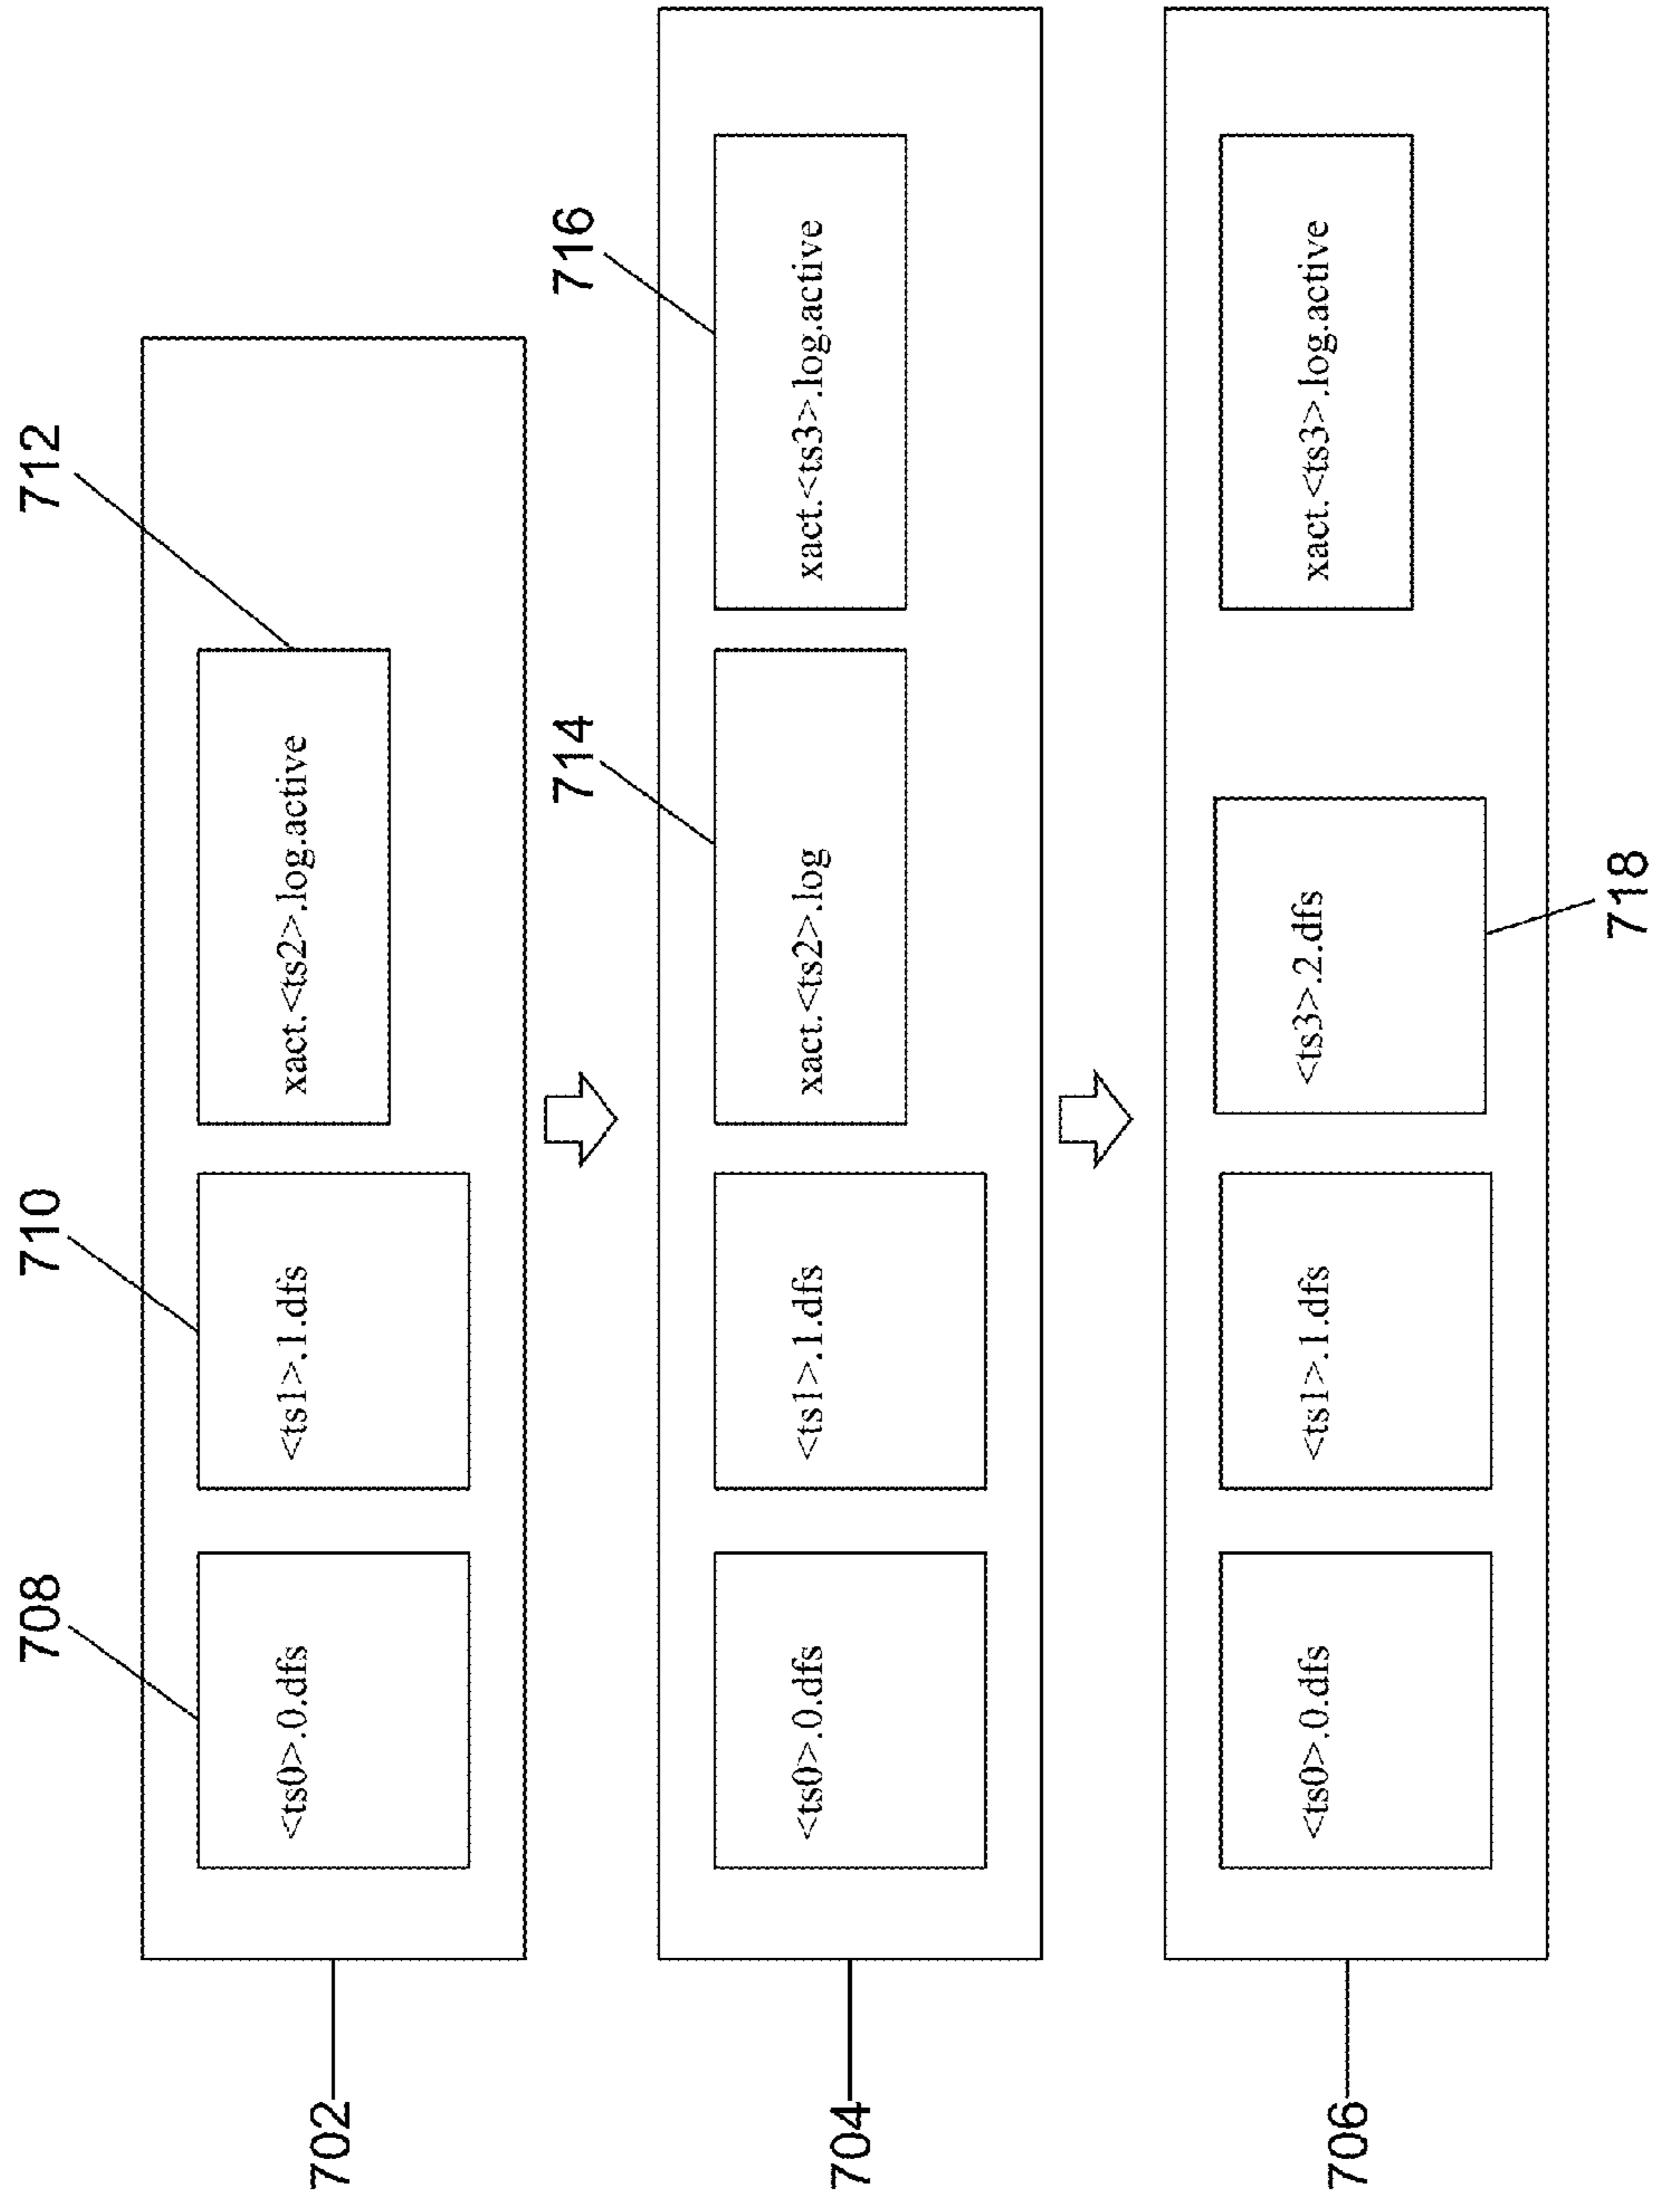 708
710
712
702
<ts0>.0.dfs
<ts1>.1.dfs
xact.<ts2>.log.active
714
716
704
<ts0>.0.dfs
<ts1>.1.dfs
xact.<ts2>.log
xact.<ts3>.log.active
706
<ts0>.0.dfs
<ts1>.1.dfs
<ts3>.2.dfs
xact.<ts3>.log.active
718